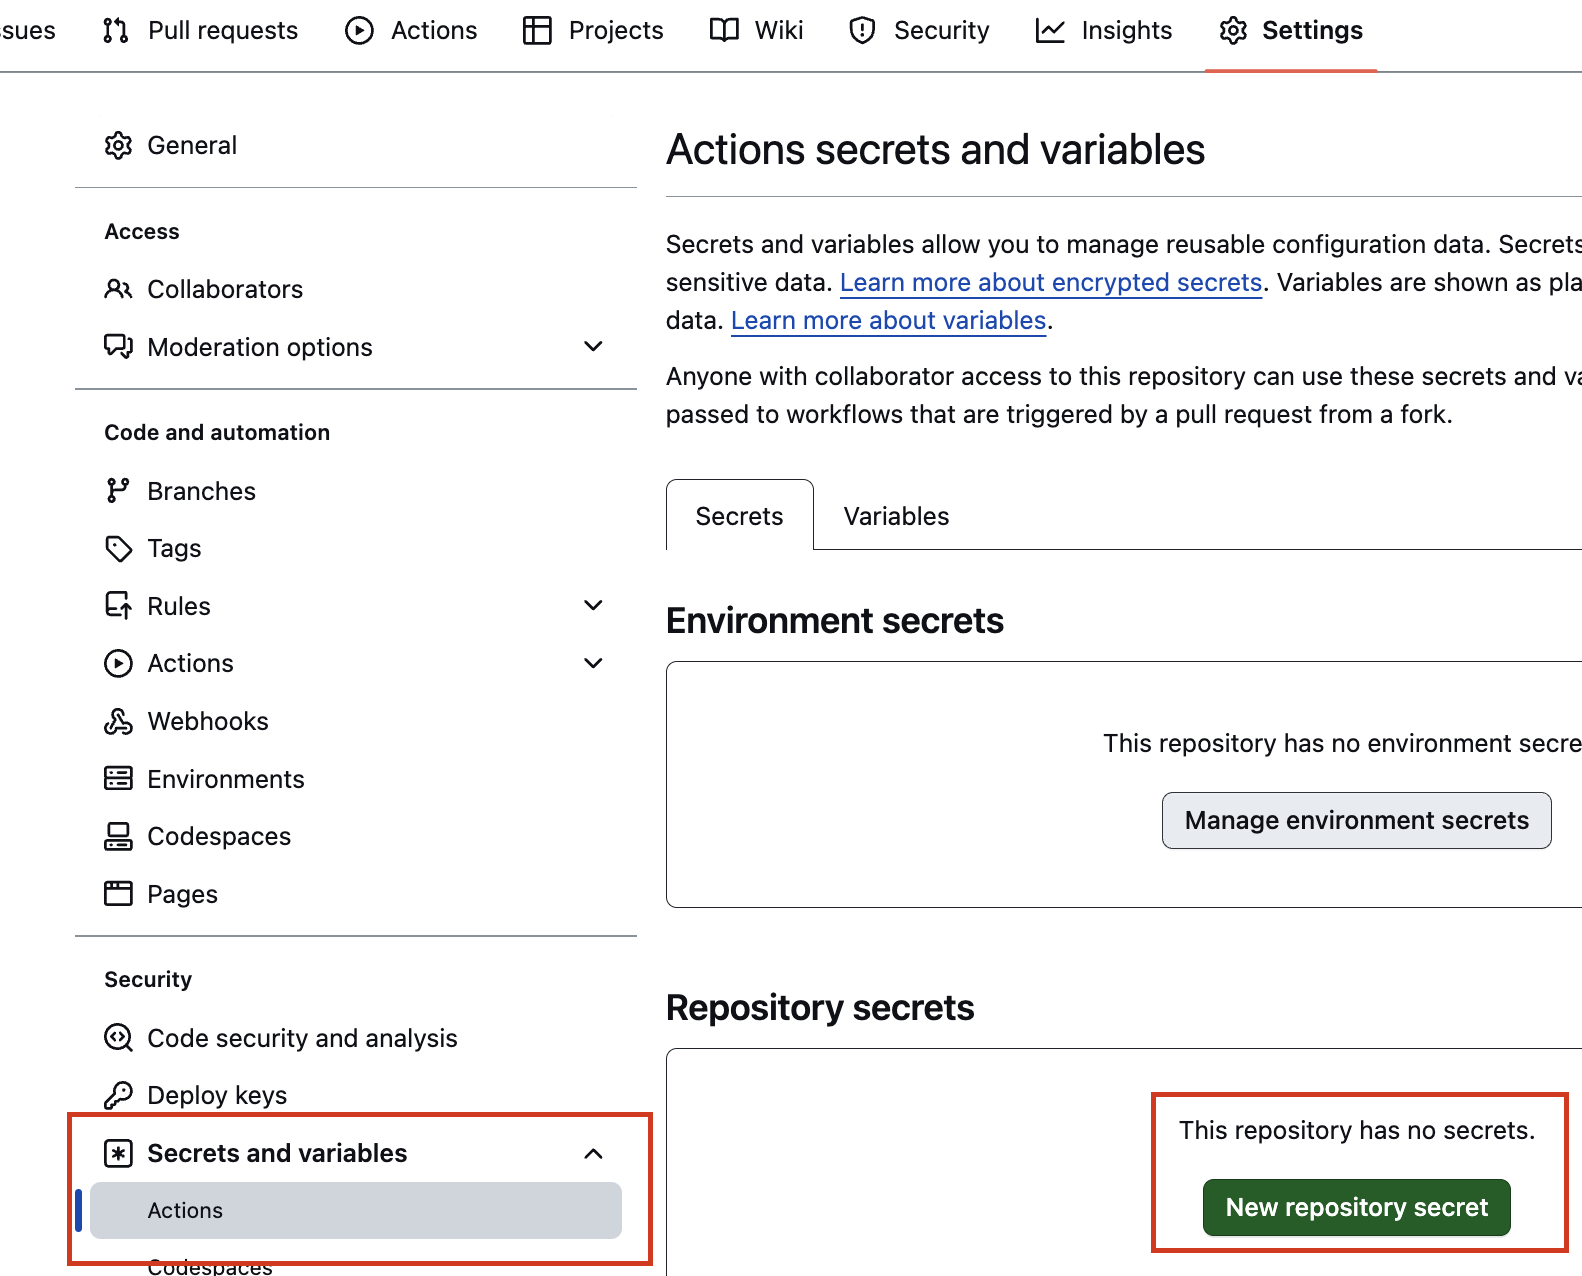 ssues Pull requests Actions Projects Wiki Security Insights Settings
General
Access
Collaborators
Moderation options
Code and automation
Branches
Tags
Rules
Actions
Webhooks
Environments
Codespaces
Pages
Security
Code security and analysis
Deploy keys
Secrets and variables
Actions
Codespaces
Actions secrets and variables
Secrets and variables allow you to manage reusable configuration data. Secrets
sensitive data. Learn more about encrypted secrets. Variables are shown as pla
data. Learn more about variables.
Anyone with collaborator access to this repository can use these secrets and va
passed to workflows that are triggered by a pull request from a fork.
Secrets Variables
Environment secrets
This repository has no environment secre
Manage environment secrets
Repository secrets
This repository has no secrets.
New repository secret